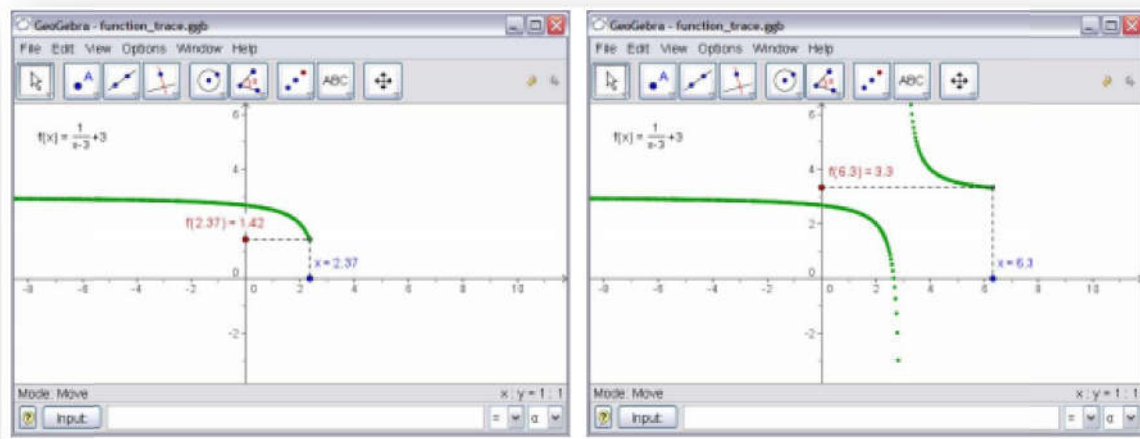 GeoGebra - function_trace.ggb
File Edit View Options Window Help
A
ABC
f(x) = 1/(x-3) +3
6
4
f(2.37) = 1.42
x = 2.37
0
-8 -6 -4 -2 0 2 4 6 8 10
-2
Mode: Move
x : y = 1 : 1
Input:
= α
GeoGebra - function_trace.ggb
File Edit View Options Window Help
A
ABC
f(x) = 1/(x-3) +3
6
4
f(6.3) = 3.3
2
x = 6.3
0
-8 -6 -4 -2 0 2 4 6 8 10
-2
Mode: Move
x : y = 1 : 1
Input:
= α